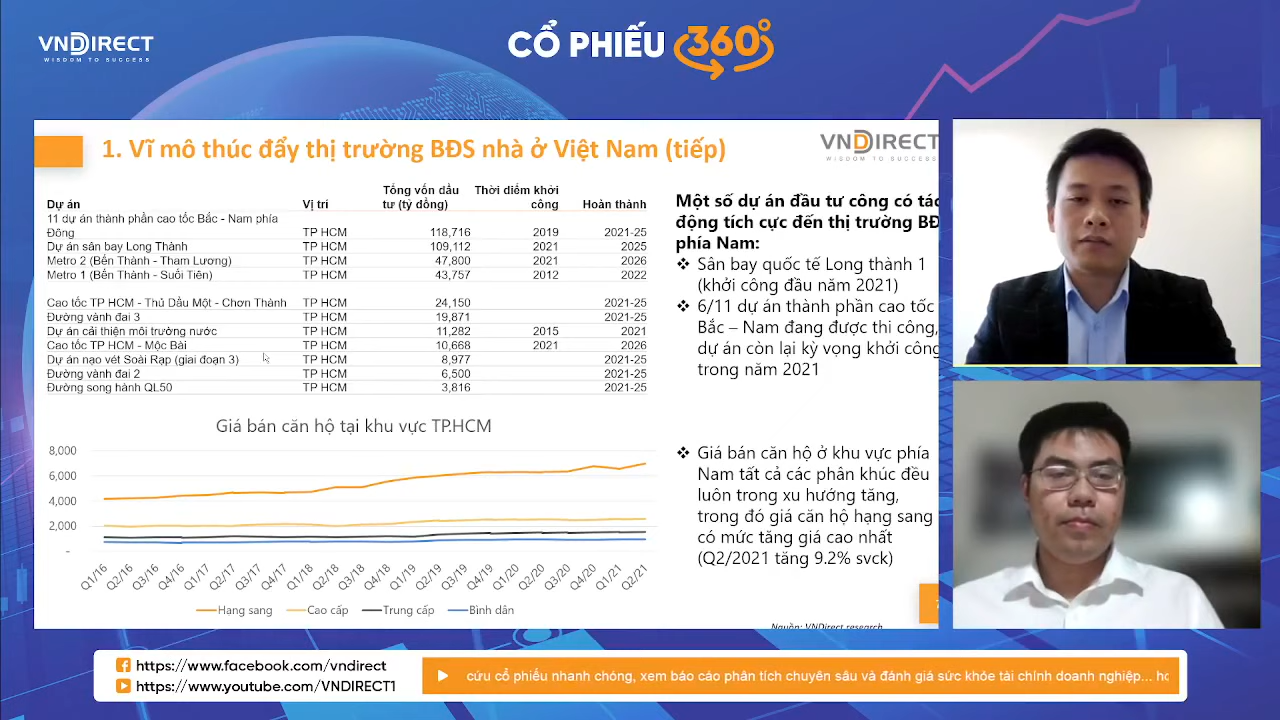 VNDIRECT
WISDOM TO SUCCESS
CỔ PHIẾU 360°
1. Vĩ mô thúc đẩy thị trường BĐS nhà ở Việt Nam (tiếp)
VNDIRECT
WISDOM TO SUCCESS
Dự án Vị trí Tổng vốn đầu tư (tỷ đồng) Thời điểm khởi công Hoàn thành
11 dự án thành phần cao tốc Bắc - Nam phía
Đông TP HCM 118,716 2019 2021-25
Dự án sân bay Long Thành TP HCM 109,112 2021 2025
Metro 2 (Bến Thành - Tham Lương) TP HCM 47,800 2021 2026
Metro 1 (Bến Thành - Suối Tiên) TP HCM 43,757 2012 2022
Cao tốc TP HCM - Thủ Dầu Một - Chơn Thành TP HCM 24,150 2021-25
Đường vành đai 3 TP HCM 19,871 2021-25
Dự án cải thiện môi trường nước TP HCM 11,282 2015 2021
Cao tốc TP HCM - Mộc Bài TP HCM 10,668 2021 2026
Dự án nạo vét Soài Rạp (giai đoạn 3) TP HCM 8,977 2021-25
Đường vành đai 2 TP HCM 6,500 2021-25
Đường song hành QL50 TP HCM 3,816 2021-25
Một số dự án đầu tư công có tác
động tích cực đến thị trường BĐ
phía Nam:
❖ Sân bay quốc tế Long thành 1
(khởi công đầu năm 2021)
❖ 6/11 dự án thành phần cao tốc
Bắc – Nam đang được thi công,
dự án còn lại kỳ vọng khởi công
trong năm 2021
Giá bán căn hộ tại khu vực TP.HCM
8,000
6,000
4,000
2,000
-
Q1/16 Q2/16 Q3/16 Q4/16 Q1/17 Q2/17 Q3/17 Q4/17 Q1/18 Q2/18 Q3/18 Q4/18 Q1/19 Q2/19 Q3/19 Q4/19 Q1/20 Q2/20 Q3/20 Q4/20 Q1/21 Q2/21
Hang sang Cao cấp Trung cấp Bình dân
❖ Giá bán căn hộ ở khu vực phía
Nam tất cả các phân khúc đều
luôn trong xu hướng tăng,
trong đó giá căn hộ hạng sang
có mức tăng giá cao nhất
(Q2/2021 tăng 9.2% svck)
Nguồn: VNDirect research
https://www.facebook.com/vndirect
https://www.youtube.com/VNDIRECT1
cứu cổ phiếu nhanh chóng, xem báo cáo phân tích chuyên sâu và đánh giá sức khỏe tài chính doanh nghiệp...